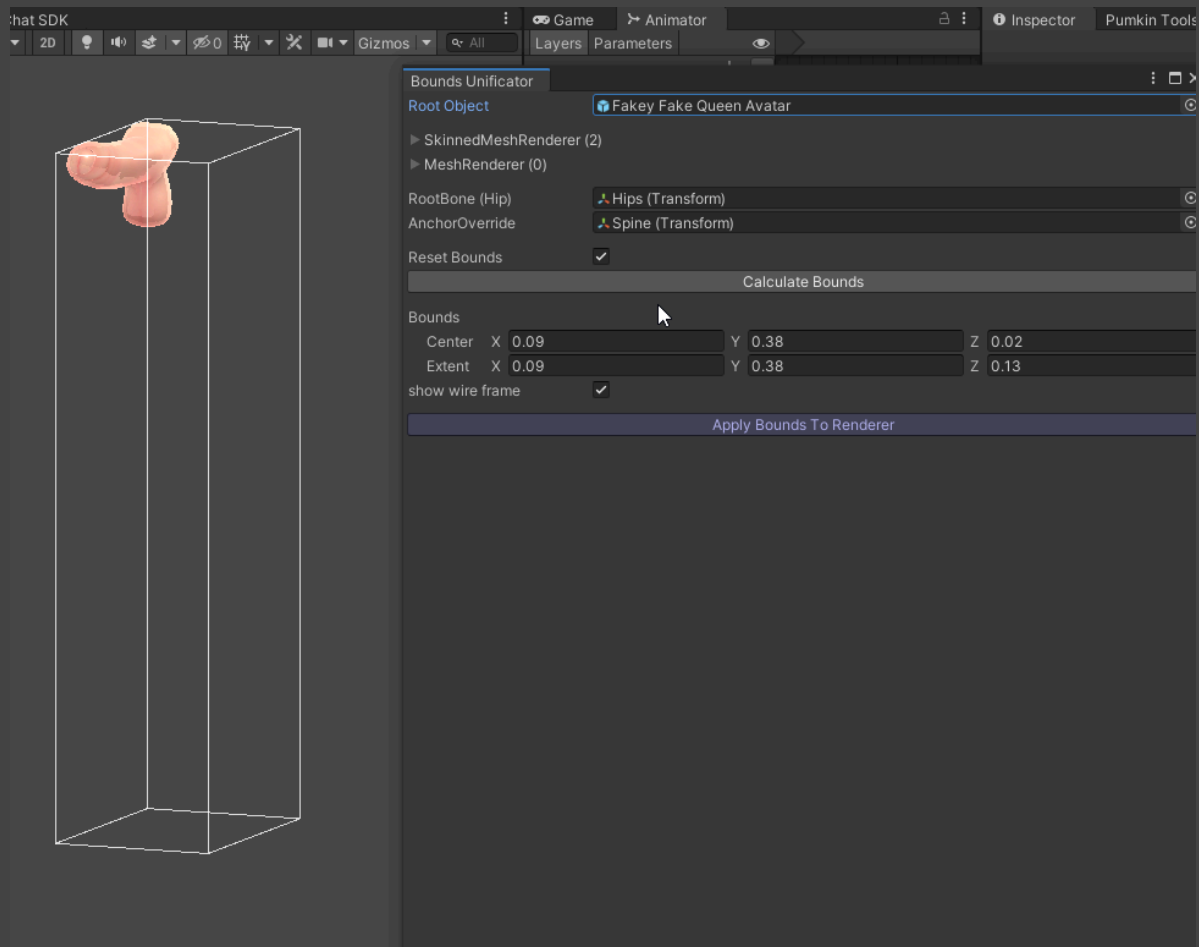 Chat SDK
Game
Animator
Inspector
Pumkin Tools
2D
0
Gizmos
All
Layers
Parameters
Bounds Unificator
Root Object
Fakey Fake Queen Avatar
SkinnedMeshRenderer (2)
MeshRenderer (0)
RootBone (Hip)
Hips (Transform)
AnchorOverride
Spine (Transform)
Reset Bounds
Calculate Bounds
Bounds
Center X 0.09 Y 0.38 Z 0.02
Extent X 0.09 Y 0.38 Z 0.13
show wire frame
Apply Bounds To Renderer